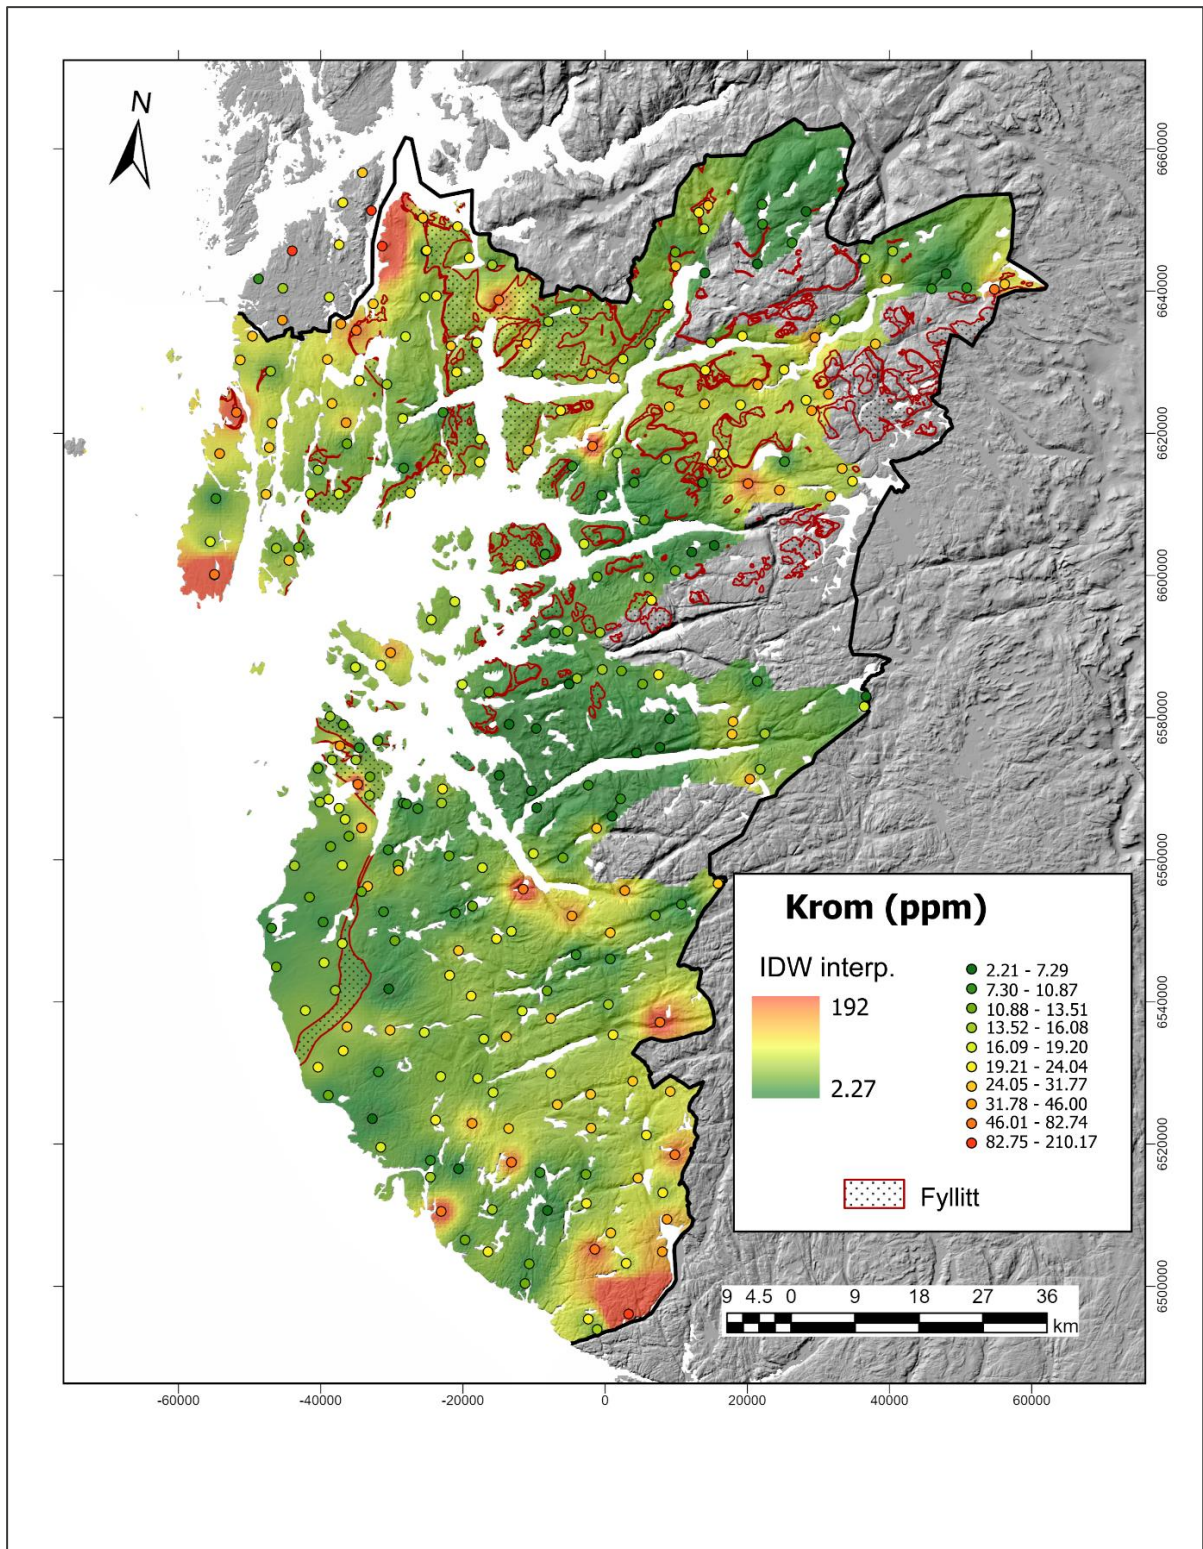 N
6660000
6640000
6620000
6600000
6580000
6560000
6540000
6520000
6500000
Krom (ppm)
IDW interp.
192
2.27
2.21 - 7.29
7.30 - 10.87
10.88 - 13.51
13.52 - 16.08
16.09 - 19.20
19.21 - 24.04
24.05 - 31.77
31.78 - 46.00
46.01 - 82.74
82.75 - 210.17
Fyllitt
9 4.5 0 9 18 27 36
km
-60000 -40000 -20000 0 20000 40000 60000